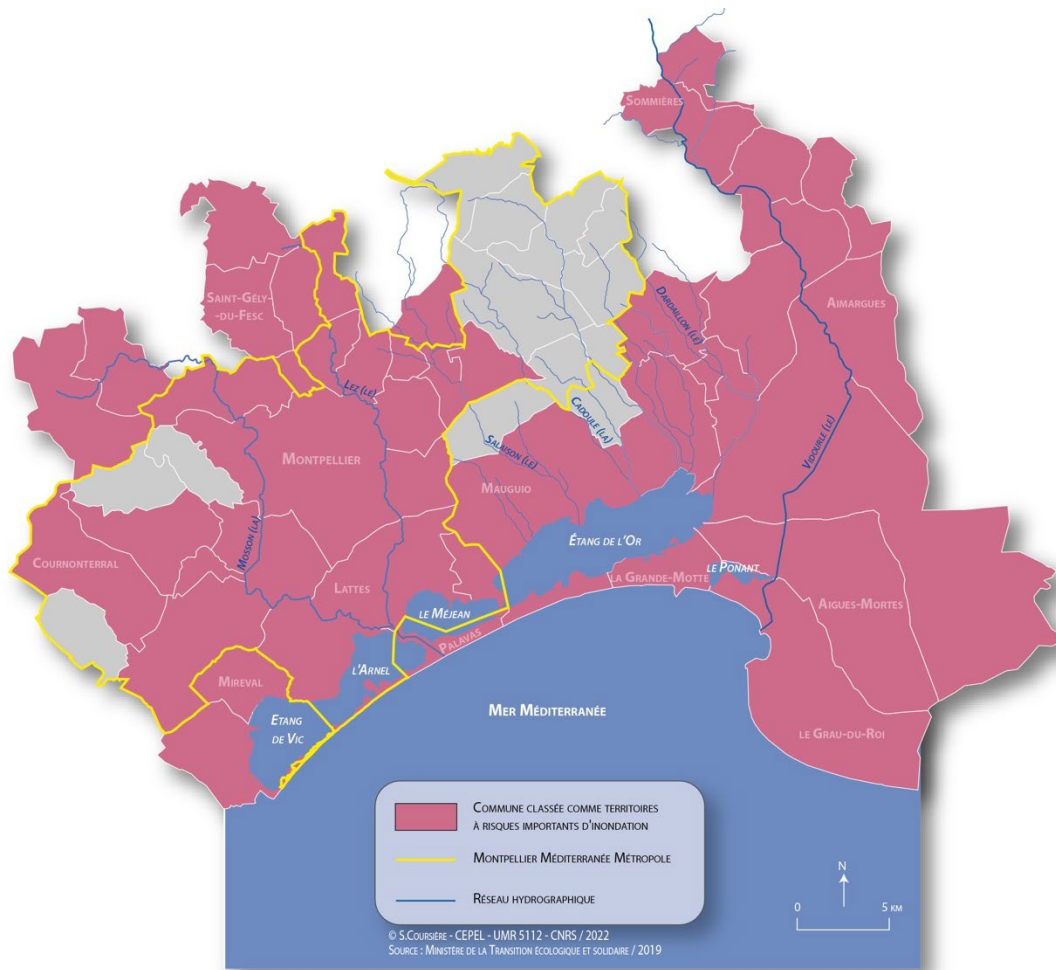 Sommières
Aimargues
Saint-Gély
-du-Fesc
Dardaillon (le)
Lez (le)
Vidourle (le)
Cadoule (la)
Salaison (le)
Montpellier
Mauguio
Mosson (la)
Étang de l'Or
Cournonterral
Lattes
le Ponant
la Grande-Motte
le Méjean
Aigues-Mortes
Palavas
l'Arnel
Mireval
Mer Méditerranée
Etang
de Vic
le Grau-du-Roi
Commune classée comme territoires
à risques importants d'inondation
Montpellier Méditerranée Métropole
Réseau hydrographique
N
0 5 km
© S.Coursière - CEPEL - UMR 5112 - CNRS / 2022
Source : Ministère de la Transition écologique et solidaire / 2019